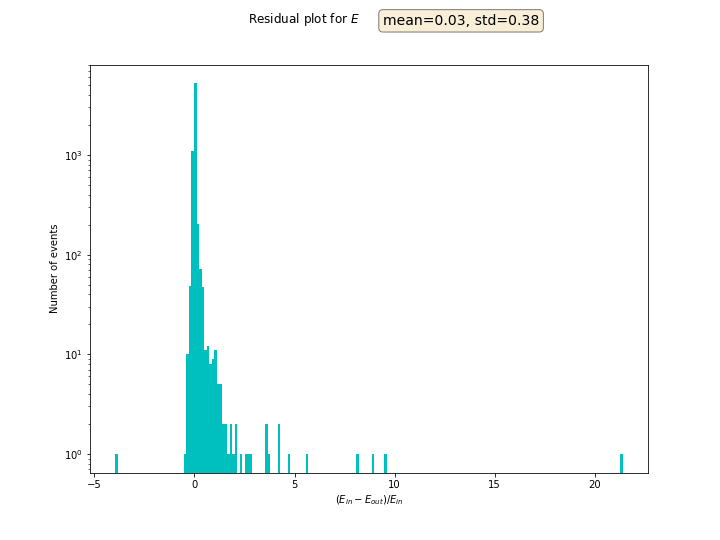 Residual plot for E mean=0.03, std=0.38
Number of events
10³
10²
10¹
10⁰
−5 0 5 10 15 20
(E_in − E_out)/E_in